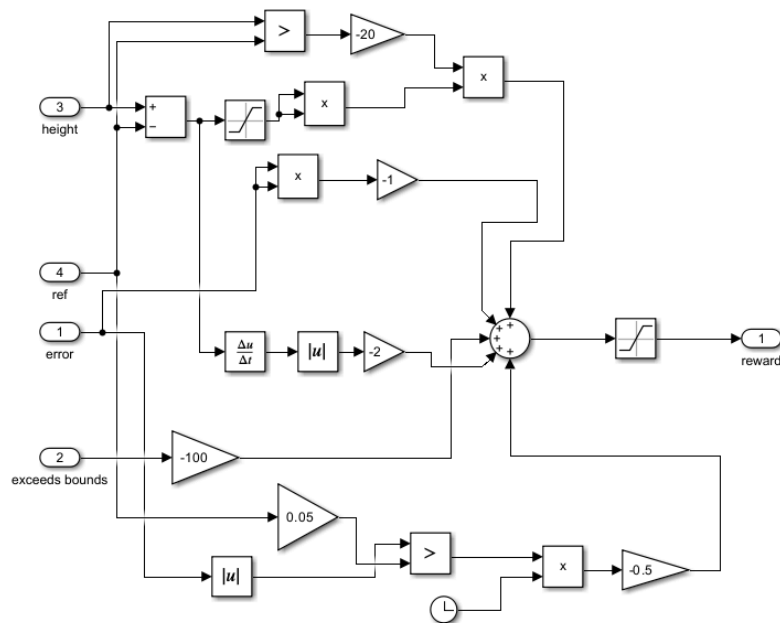 >
-20
x
3
height
+
−
x
x
-1
4
ref
1
error
+
+
+
+
+
1
reward
Δu
Δt
|u|
-2
2
exceeds bounds
-100
0.05
>
|u|
x
-0.5